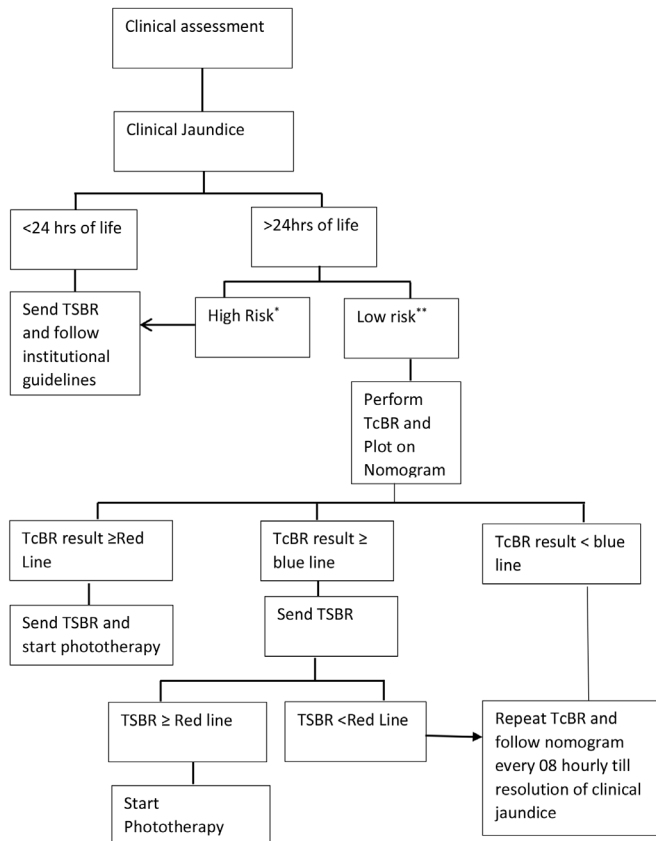 Clinical assessment
Clinical Jaundice
<24 hrs of life
>24hrs of life
Send TSBR
and follow
institutional
guidelines
High Risk*
Low risk**
Perform
TcBR and
Plot on
Nomogram
TcBR result ≥Red
Line
TcBR result ≥
blue line
TcBR result < blue
line
Send TSBR and
start phototherapy
Send TSBR
TSBR ≥ Red line
TSBR <Red Line
Repeat TcBR and
follow nomogram
every 08 hourly till
resolution of clinical
jaundice
Start
Phototherapy